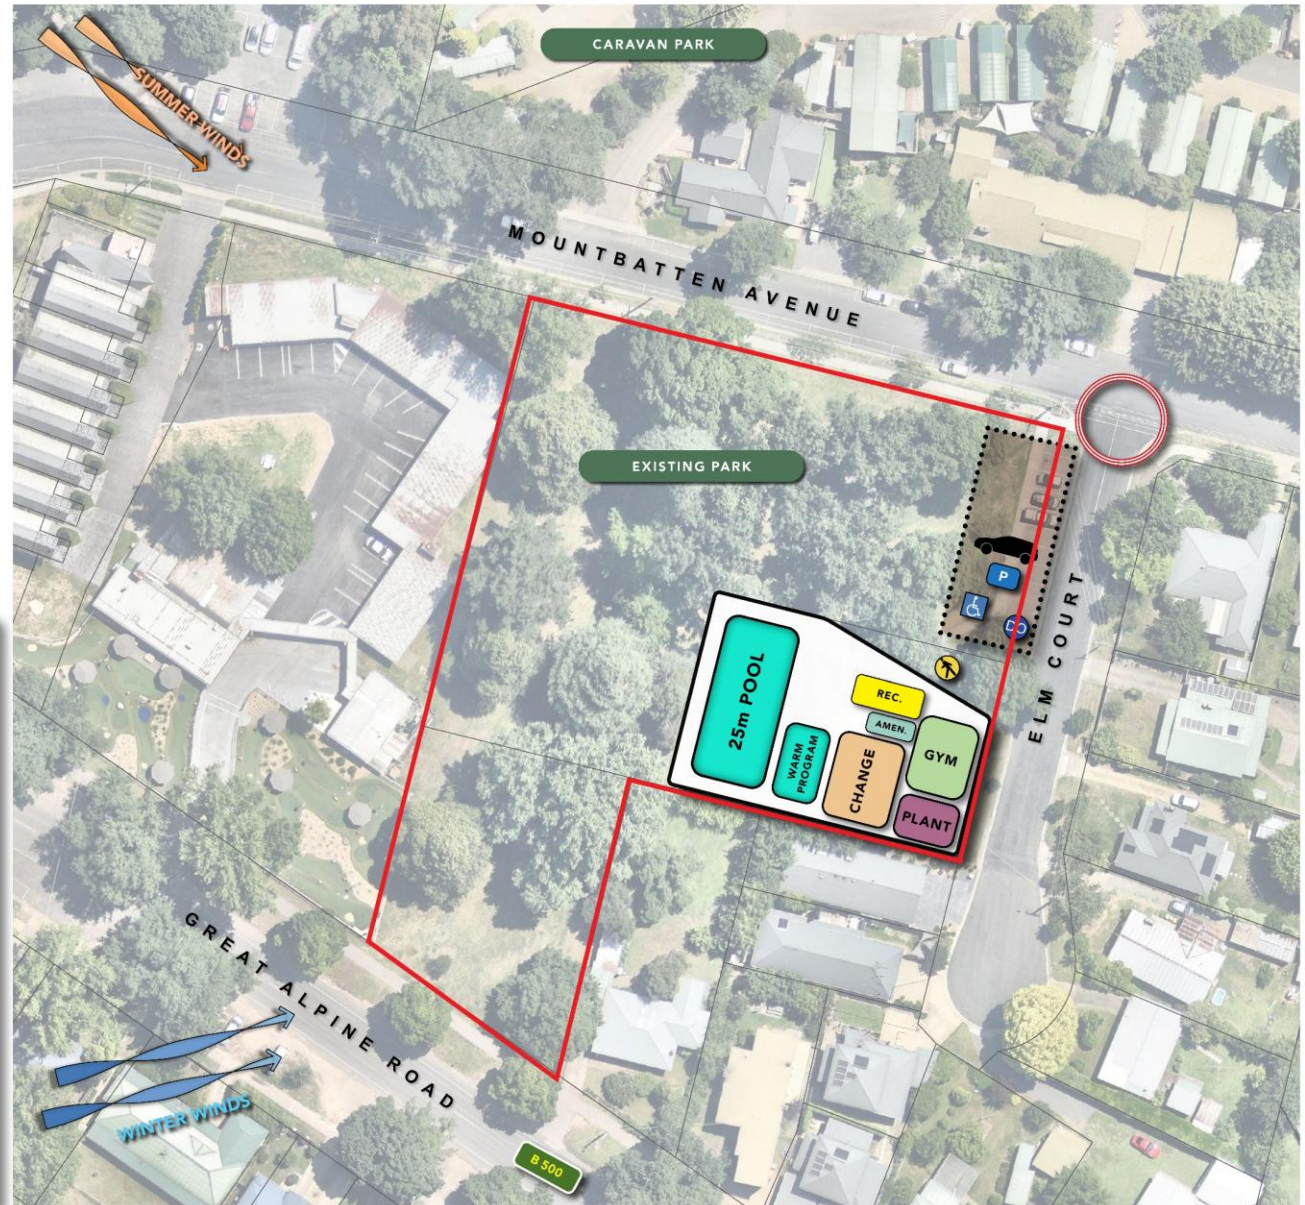 CARAVAN PARK
SUMMER WINDS
MOUNTBATTEN AVENUE
EXISTING PARK
P
ELM COURT
25m POOL
REC.
AMEN.
WARM
PROGRAM
CHANGE
GYM
PLANT
GREAT ALPINE ROAD
WINTER WINDS
B 500